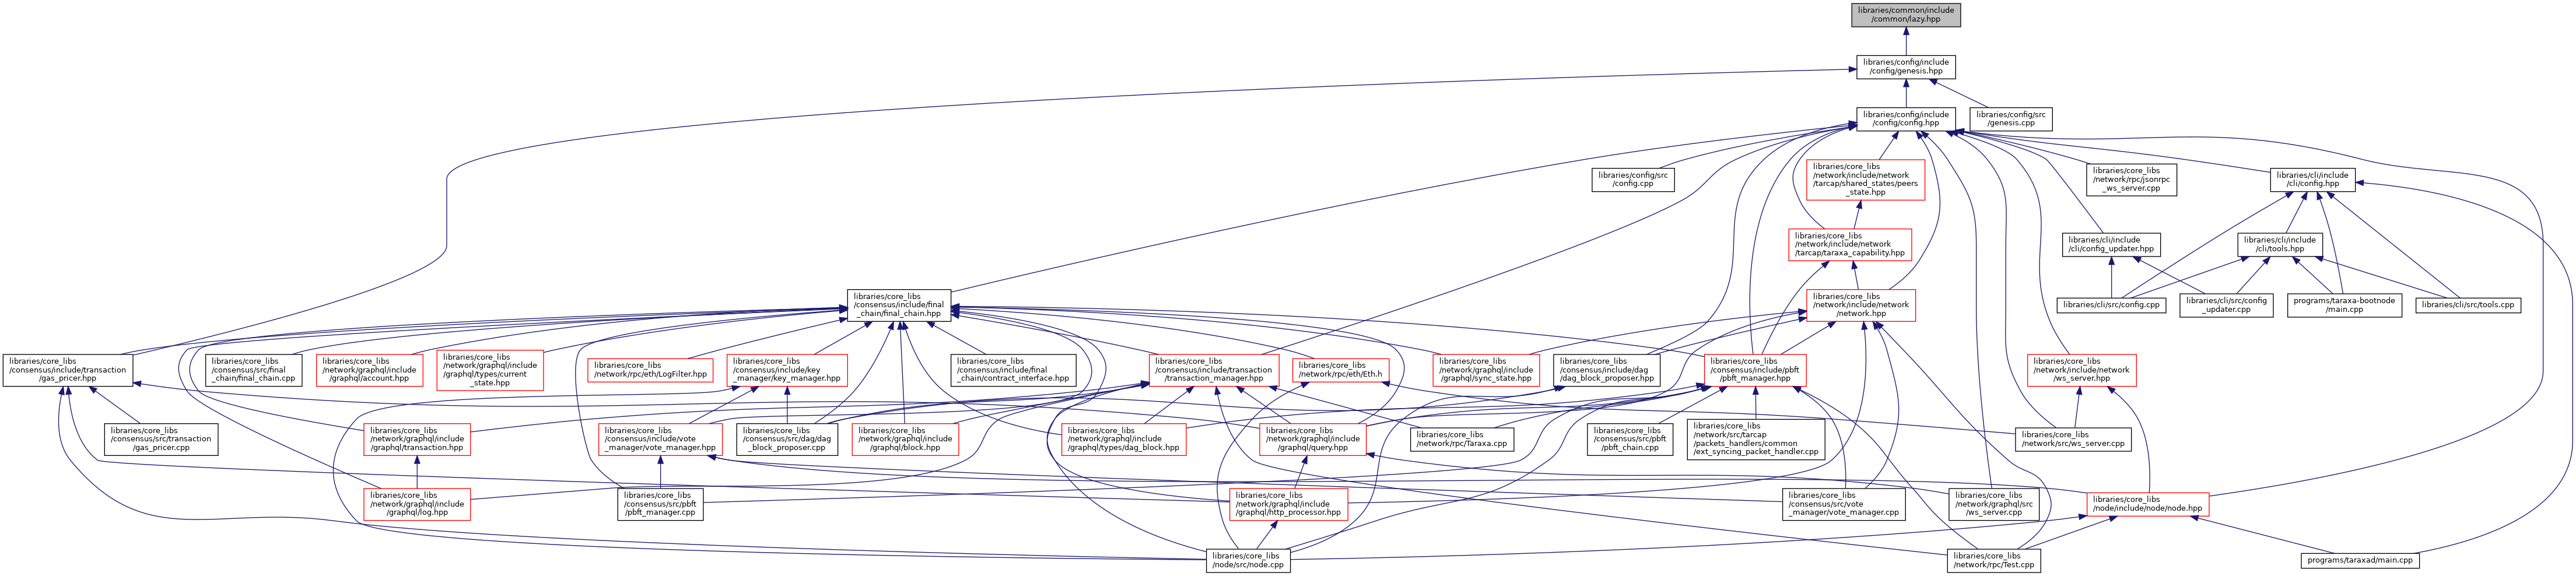 libraries/common/include
/common/lazy.hpp
libraries/config/include
/config/genesis.hpp
libraries/config/include
/config/config.hpp
libraries/config/src
/genesis.cpp
libraries/config/src
/config.cpp
libraries/core_libs
/network/include/network
/tarcap/shared_states/peers
_state.hpp
libraries/core_libs
/network/rpc/jsonrpc
_ws_server.cpp
libraries/cli/include
/cli/config.hpp
libraries/core_libs
/network/include/network
/tarcap/taraxa_capability.hpp
libraries/cli/include
/cli/config_updater.hpp
libraries/cli/include
/cli/tools.hpp
libraries/core_libs
/consensus/include/final
_chain/final_chain.hpp
libraries/core_libs
/network/include/network
/network.hpp
libraries/cli/src/config.cpp
libraries/cli/src/config
_updater.cpp
programs/taraxa-bootnode
/main.cpp
libraries/cli/src/tools.cpp
libraries/core_libs
/consensus/include/transaction
/gas_pricer.hpp
libraries/core_libs
/consensus/src/final
_chain/final_chain.cpp
libraries/core_libs
/network/graphql/include
/graphql/account.hpp
libraries/core_libs
/network/graphql/include
/graphql/types/current
_state.hpp
libraries/core_libs
/network/rpc/eth/LogFilter.hpp
libraries/core_libs
/consensus/include/key
_manager/key_manager.hpp
libraries/core_libs
/consensus/include/final
_chain/contract_interface.hpp
libraries/core_libs
/consensus/include/transaction
/transaction_manager.hpp
libraries/core_libs
/network/rpc/eth/Eth.h
libraries/core_libs
/network/graphql/include
/graphql/sync_state.hpp
libraries/core_libs
/consensus/include/dag
/dag_block_proposer.hpp
libraries/core_libs
/consensus/include/pbft
/pbft_manager.hpp
libraries/core_libs
/network/include/network
/ws_server.hpp
libraries/core_libs
/consensus/src/transaction
/gas_pricer.cpp
libraries/core_libs
/network/graphql/include
/graphql/transaction.hpp
libraries/core_libs
/consensus/include/vote
_manager/vote_manager.hpp
libraries/core_libs
/consensus/src/dag/dag
_block_proposer.cpp
libraries/core_libs
/network/graphql/include
/graphql/block.hpp
libraries/core_libs
/network/graphql/include
/graphql/types/dag_block.hpp
libraries/core_libs
/network/graphql/include
/graphql/query.hpp
libraries/core_libs
/network/rpc/Taraxa.cpp
libraries/core_libs
/consensus/src/pbft
/pbft_chain.cpp
libraries/core_libs
/network/src/tarcap
/packets_handlers/common
/ext_syncing_packet_handler.cpp
libraries/core_libs
/network/src/ws_server.cpp
libraries/core_libs
/network/graphql/include
/graphql/log.hpp
libraries/core_libs
/consensus/src/pbft
/pbft_manager.cpp
libraries/core_libs
/network/graphql/include
/graphql/http_processor.hpp
libraries/core_libs
/consensus/src/vote
_manager/vote_manager.cpp
libraries/core_libs
/network/graphql/src
/ws_server.cpp
libraries/core_libs
/node/include/node/node.hpp
libraries/core_libs
/node/src/node.cpp
libraries/core_libs
/network/rpc/Test.cpp
programs/taraxad/main.cpp